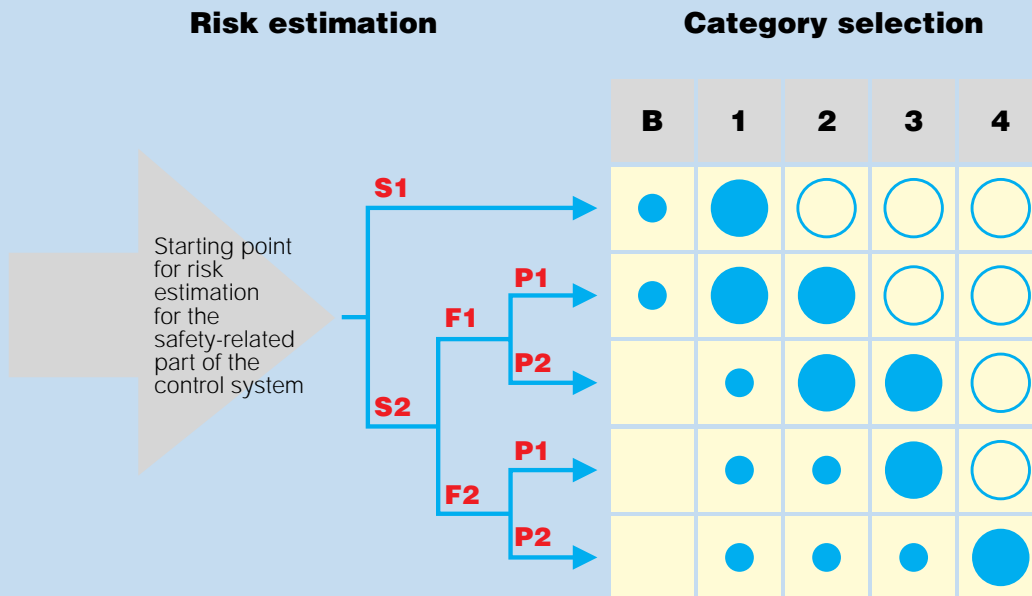 Risk estimation
Category selection
B 1 2 3 4
Starting point
for risk
estimation
for the
safety-related
part of the
control system
S1
S2
F1
P1
P2
F2
P1
P2